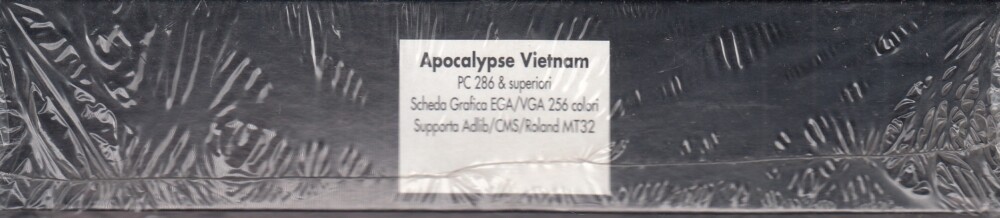 Apocalypse Vietnam
PC 286 & superiori
Scheda Grafica EGA/VGA 256 colori
Supporta Adlib/CMS/Roland MT32